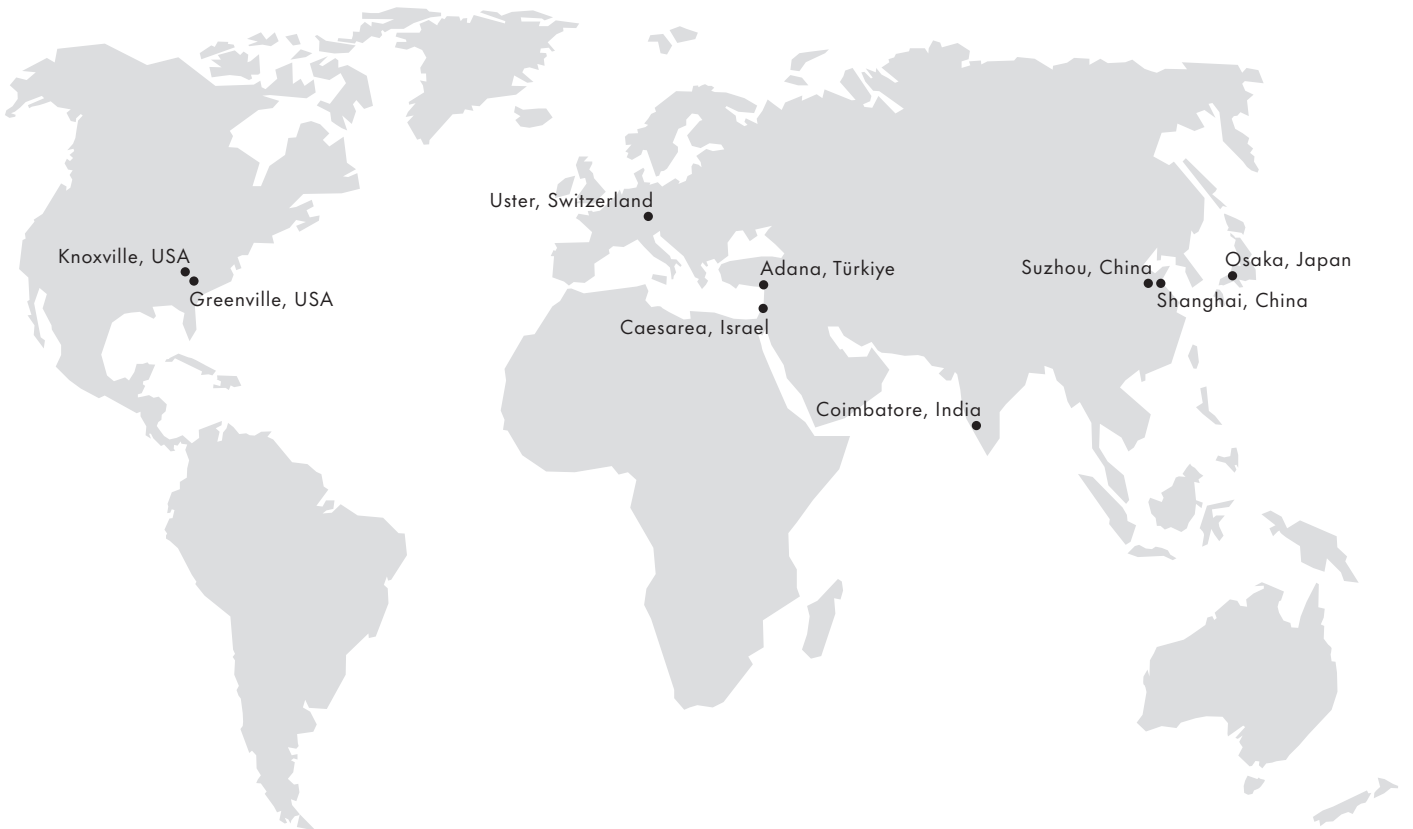 Uster, Switzerland
Knoxville, USA
Greenville, USA
Adana, Türkiye
Caesarea, Israel
Suzhou, China
Osaka, Japan
Shanghai, China
Coimbatore, India